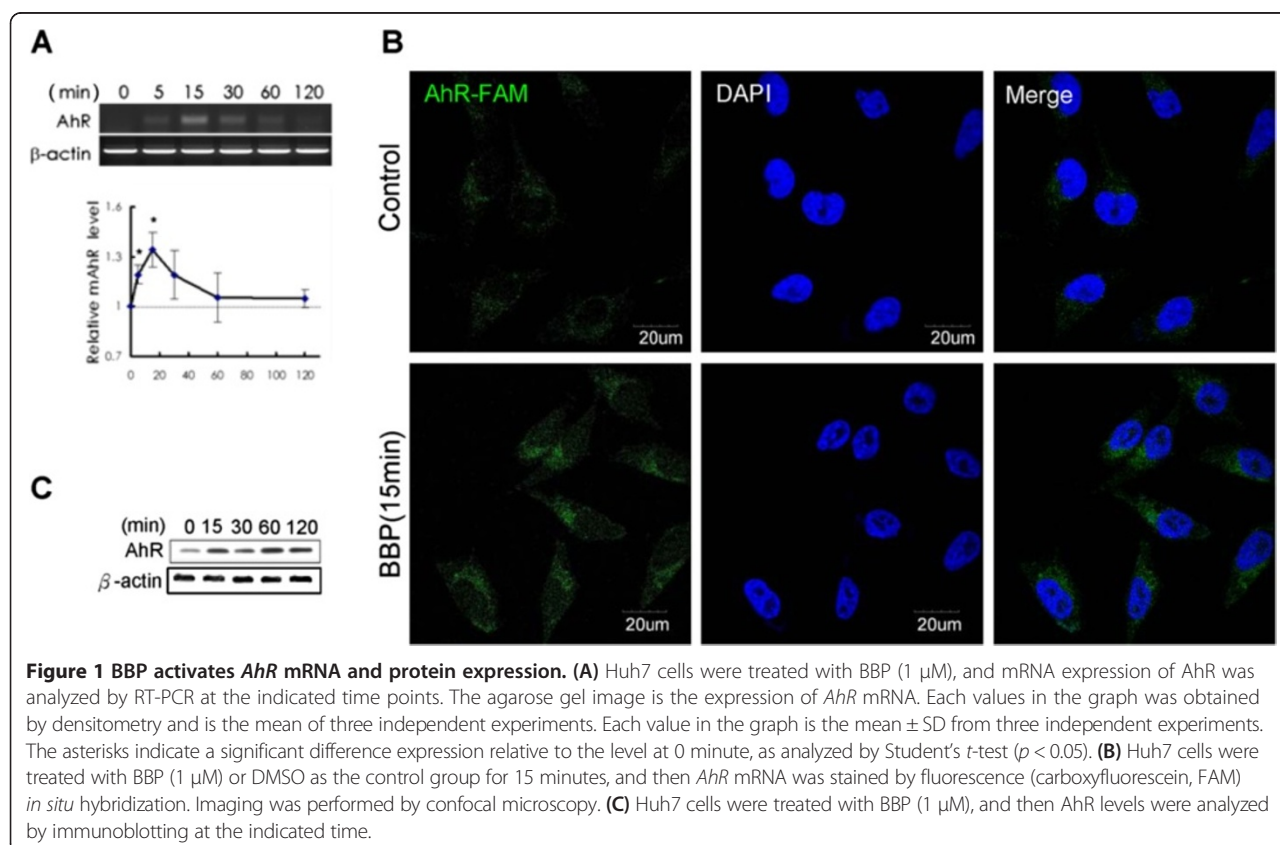 A
(min) 0 5 15 30 60 120
AhR
β-actin
Relative mAhR level
1.6
1.3
1
0.7
0 20 40 60 80 100 120
*
*
B
AhR-FAM DAPI Merge
Control
20um 20um
BBP(15min)
20um 20um
C
(min) 0 15 30 60 120
AhR
β-actin
Figure 1 BBP activates AhR mRNA and protein expression. (A) Huh7 cells were treated with BBP (1 μM), and mRNA expression of AhR was
analyzed by RT-PCR at the indicated time points. The agarose gel image is the expression of AhR mRNA. Each values in the graph was obtained
by densitometry and is the mean of three independent experiments. Each value in the graph is the mean ± SD from three independent experiments.
The asterisks indicate a significant difference expression relative to the level at 0 minute, as analyzed by Student's t-test (p < 0.05). (B) Huh7 cells were
treated with BBP (1 μM) or DMSO as the control group for 15 minutes, and then AhR mRNA was stained by fluorescence (carboxyfluorescein, FAM)
in situ hybridization. Imaging was performed by confocal microscopy. (C) Huh7 cells were treated with BBP (1 μM), and then AhR levels were analyzed
by immunoblotting at the indicated time.